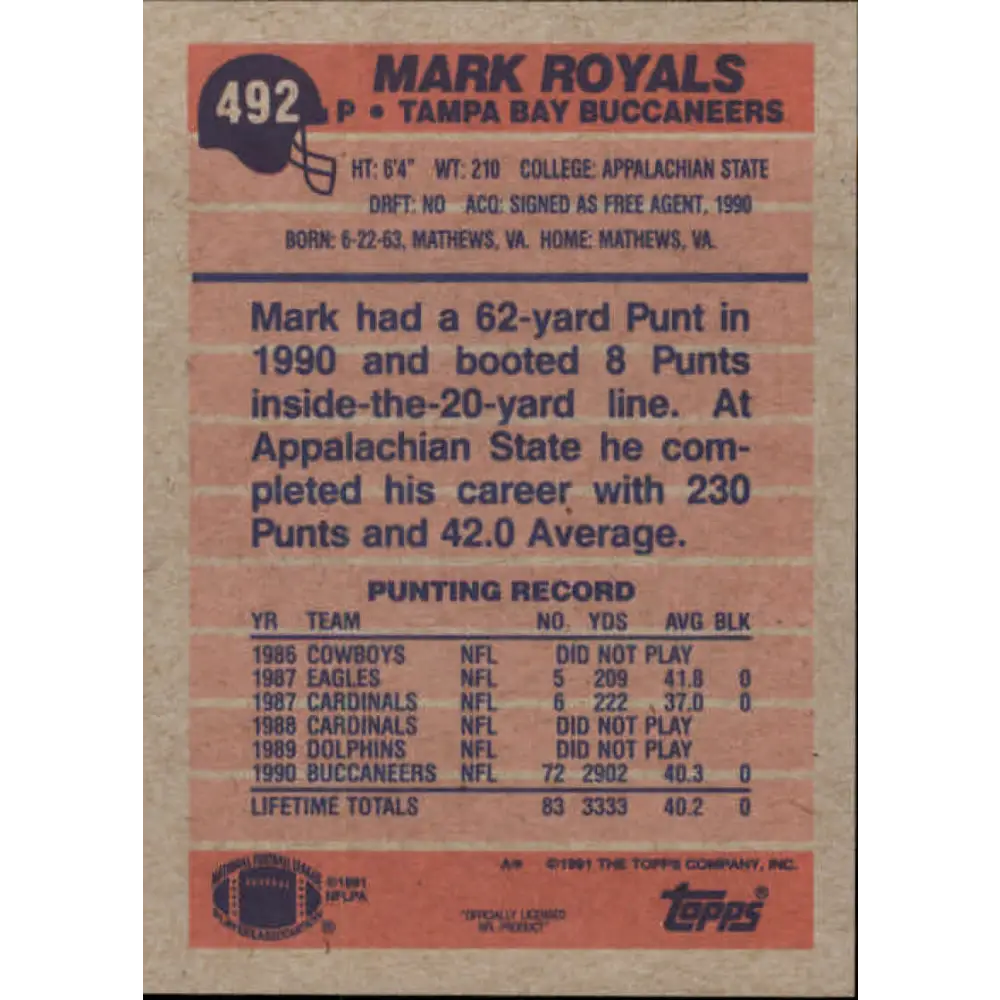 492
MARK ROYALS
P • TAMPA BAY BUCCANEERS
HT: 6'4" WT: 210 COLLEGE: APPALACHIAN STATE
DRFT: NO ACQ: SIGNED AS FREE AGENT, 1990
BORN: 6-22-63, MATHEWS, VA. HOME: MATHEWS, VA.
Mark had a 62-yard Punt in
1990 and booted 8 Punts
inside-the-20-yard line. At
Appalachian State he com-
pleted his career with 230
Punts and 42.0 Average.
PUNTING RECORD
YR TEAM NO. YDS AVG BLK
1986 COWBOYS NFL DID NOT PLAY
1987 EAGLES NFL 5 209 41.8 0
1987 CARDINALS NFL 6 222 37.0 0
1988 CARDINALS NFL DID NOT PLAY
1989 DOLPHINS NFL DID NOT PLAY
1990 BUCCANEERS NFL 72 2902 40.3 0
LIFETIME TOTALS 83 3333 40.2 0
A* ©1991 THE TOPPS COMPANY, INC.
NATIONAL FOOTBALL LEAGUE
PLAYERS ASSOCIATION ®
©1991
NFLPA
"OFFICIALLY LICENSED
NFL PRODUCT"
topps®